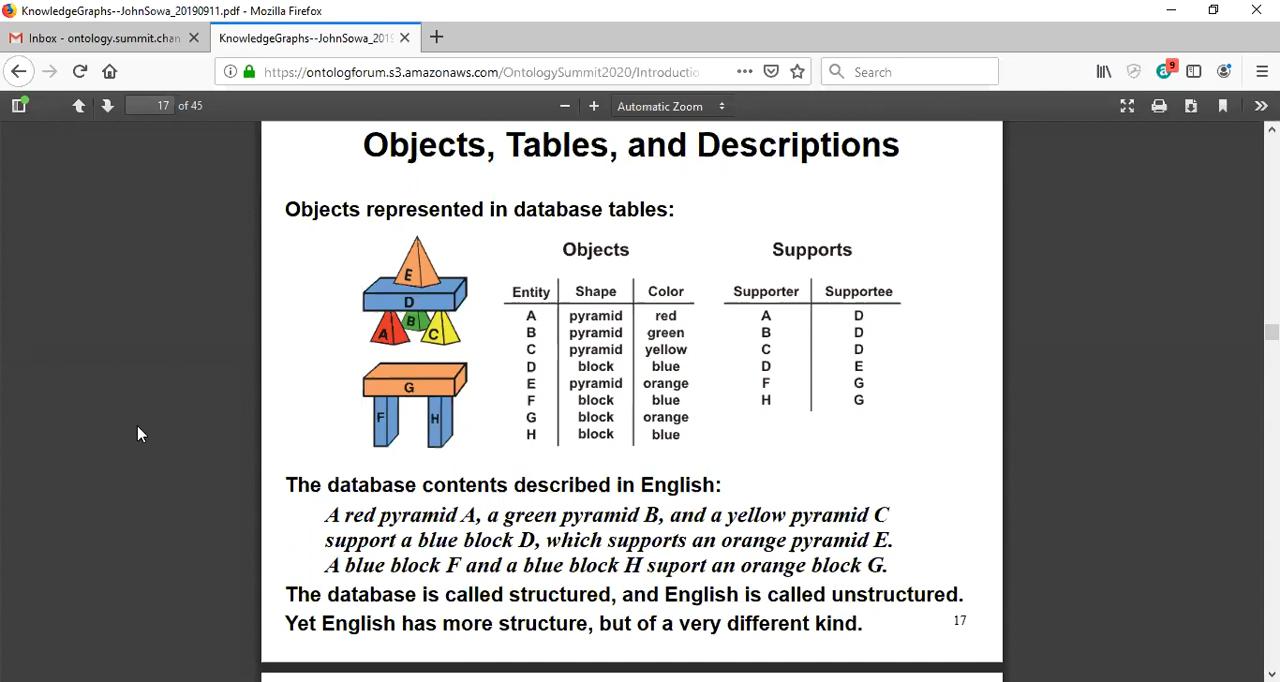 KnowledgeGraphs--JohnSowa_20190911.pdf - Mozilla Firefox
Inbox - ontology.summit.chan
KnowledgeGraphs--JohnSowa_201
https://ontologforum.s3.amazonaws.com/OntologySummit2020/Introductio
Search
9
17 of 45
Automatic Zoom
Objects, Tables, and Descriptions
Objects represented in database tables:
Objects Supports
Entity Shape Color Supporter Supportee
A pyramid red A D
B pyramid green B D
C pyramid yellow C D
D block blue D E
E pyramid orange F G
F block blue H G
G block orange
H block blue
E
D
A B C
G
F H
The database contents described in English:
A red pyramid A, a green pyramid B, and a yellow pyramid C
support a blue block D, which supports an orange pyramid E.
A blue block F and a blue block H suport an orange block G.
The database is called structured, and English is called unstructured.
Yet English has more structure, but of a very different kind.
17